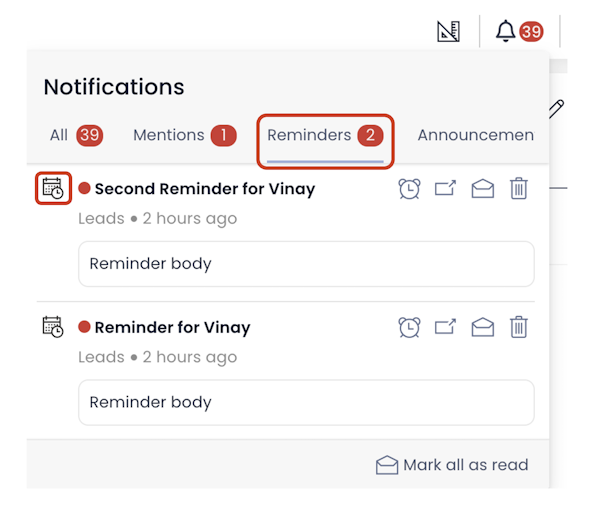 39
Notifications
All 39 Mentions 1 Reminders 2 Announcemen
Second Reminder for Vinay
Leads • 2 hours ago
Reminder body
Reminder for Vinay
Leads • 2 hours ago
Reminder body
Mark all as read